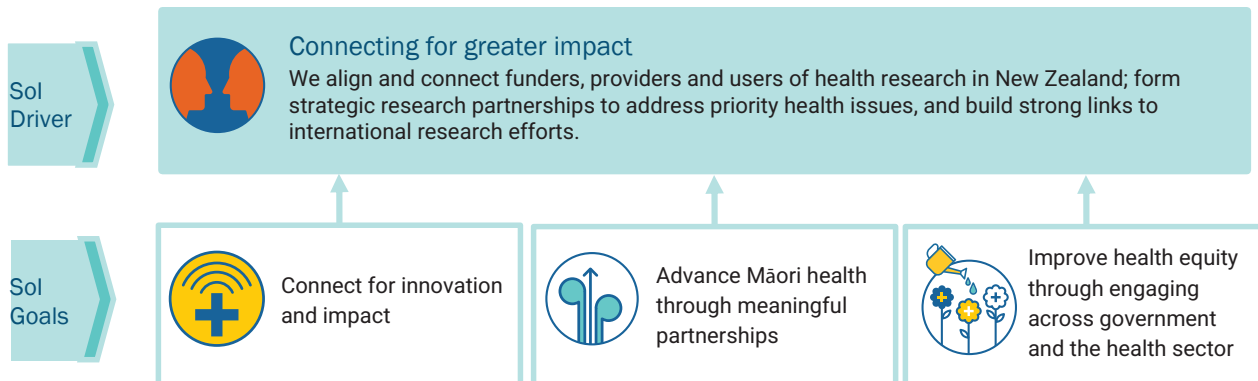 SoI
Driver
Connecting for greater impact
We align and connect funders, providers and users of health research in New Zealand; form
strategic research partnerships to address priority health issues, and build strong links to
international research efforts.
SoI
Goals
Connect for innovation
and impact
Advance Māori health
through meaningful
partnerships
Improve health equity
through engaging
across government
and the health sector